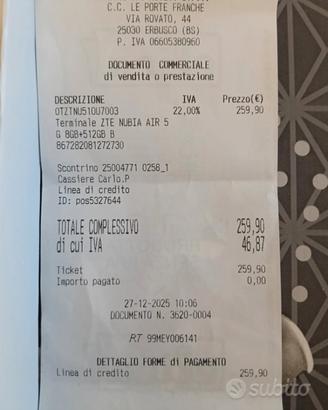 C.C. LE PORTE FRANCHE
VIA ROVATO, 44
25030 ERBUSCO (BS)
P. IVA 06605380960
DOCUMENTO COMMERCIALE
di vendita o prestazione
DESCRIZIONE IVA Prezzo(€)
OTZTNU510U7003 22,00% 259,90
Terminale ZTE NUBIA AIR 5
G 8GB+512GB B
867282081272730
Scontrino 25004771 0258_1
Cassiere Carlo.P
Linea di credito
ID: pos5327644
TOTALE COMPLESSIVO 259,90
di cui IVA 46,87
Ticket 259,90
Importo pagato 0,00
27-12-2025 10:06
DOCUMENTO N. 3620-0004
RT 99MEY006141
DETTAGLIO FORME di PAGAMENTO
Linea di credito 259,90
subito